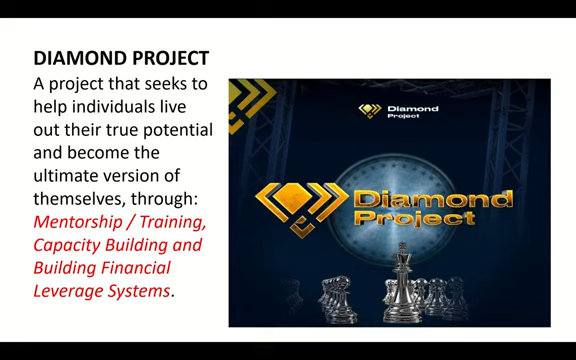 DIAMOND PROJECT
A project that seeks to
help individuals live
out their true potential
and become the
ultimate version of
themselves, through:
Mentorship / Training,
Capacity Building and
Building Financial
Leverage Systems.
Diamond
Project
Diamond
Project